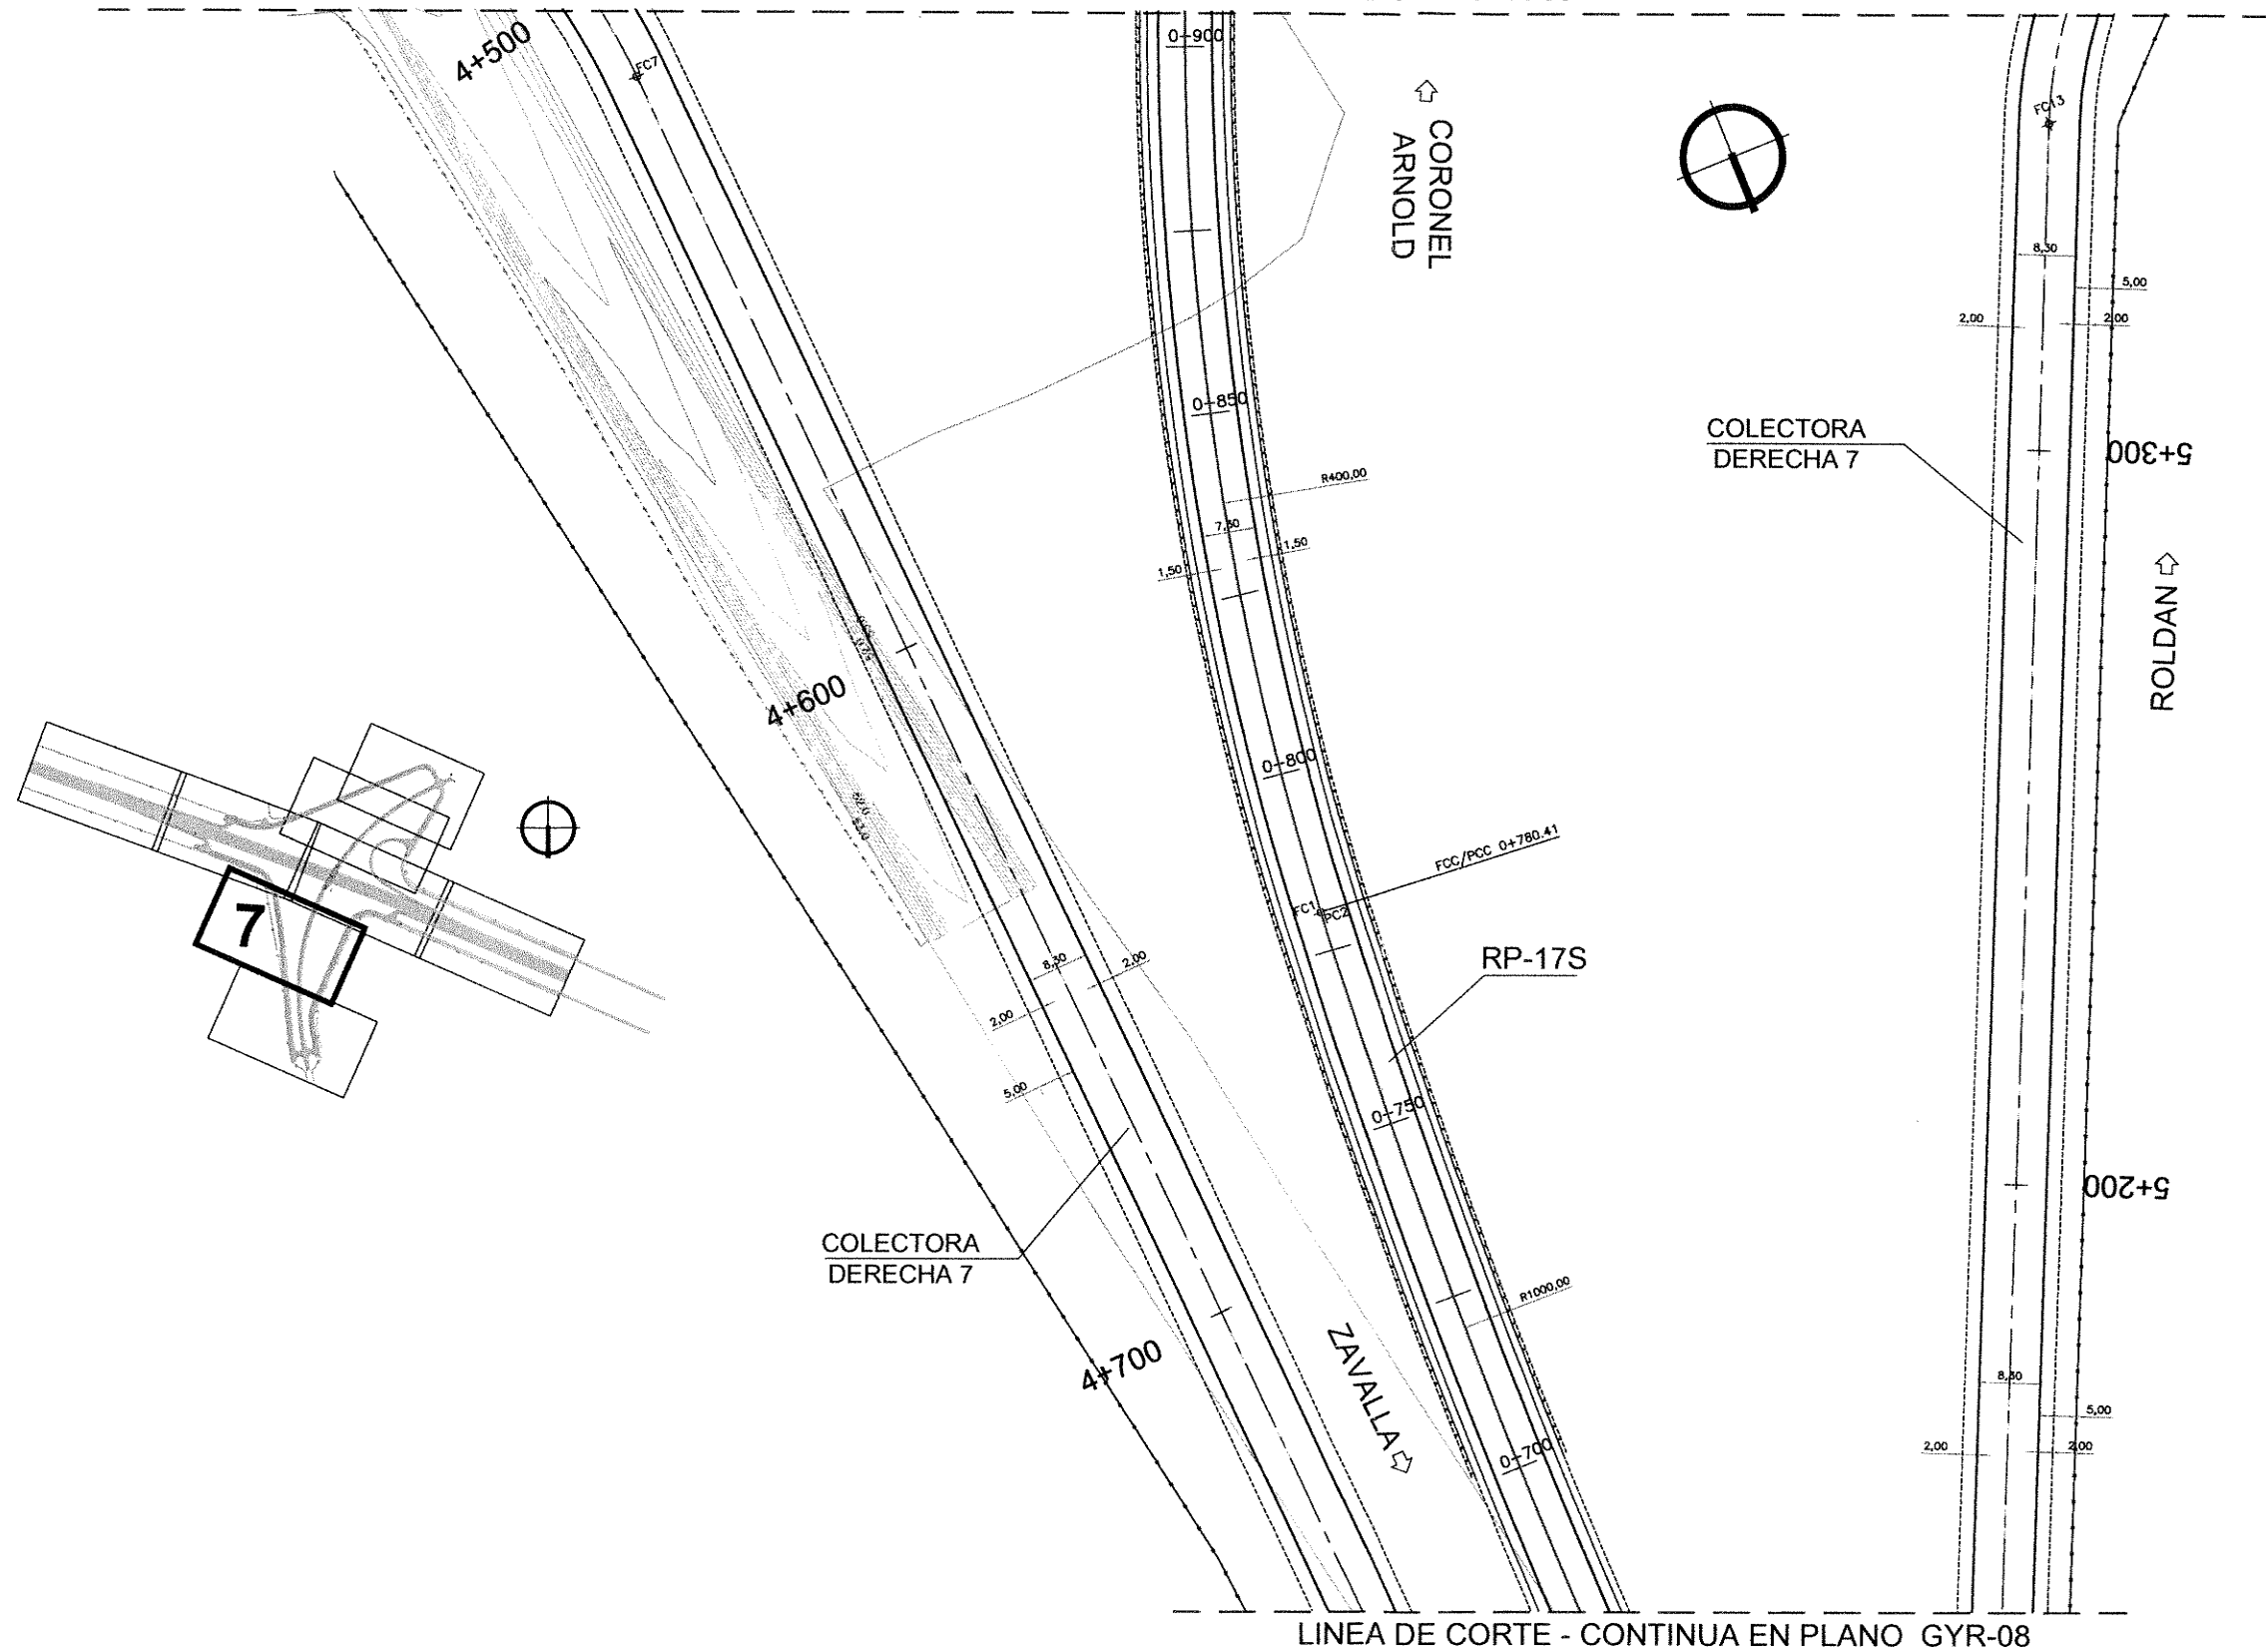 4+500
FC7
0+900
CORONEL
ARNOLD
FC13
8,30
5,00
2,00
2,00
0+850
COLECTORA
DERECHA 7
5+300
R400,00
7,30
1,50
1,50
ROLDAN
4+600
0+800
FCC/PCC 0+780.41
FC1
PC2
7
RP-17S
8,30
2,00
2,00
5,00
0+750
5+200
COLECTORA
DERECHA 7
R1000,00
ZAVALLA
4+700
8,30
5,00
2,00
2,00
0+700
LINEA DE CORTE - CONTINUA EN PLANO GYR-08